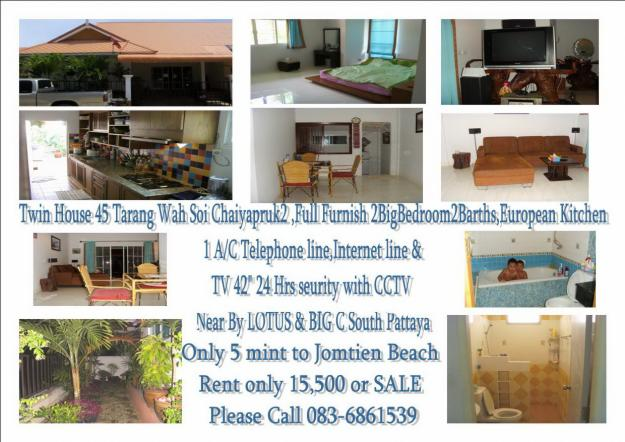 Twin House 45 Tarang Wah Soi Chaiyapruk2 ,Full Furnish 2BigBedroom2Barths,European Kitchen
1 A/C Telephone line,Internet line &
TV 42" 24 Hrs seurity with CCTV
Near By LOTUS & BIG C South Pattaya
Only 5 mint to Jomtien Beach
Rent only 15,500 or SALE
Please Call 083-6861539